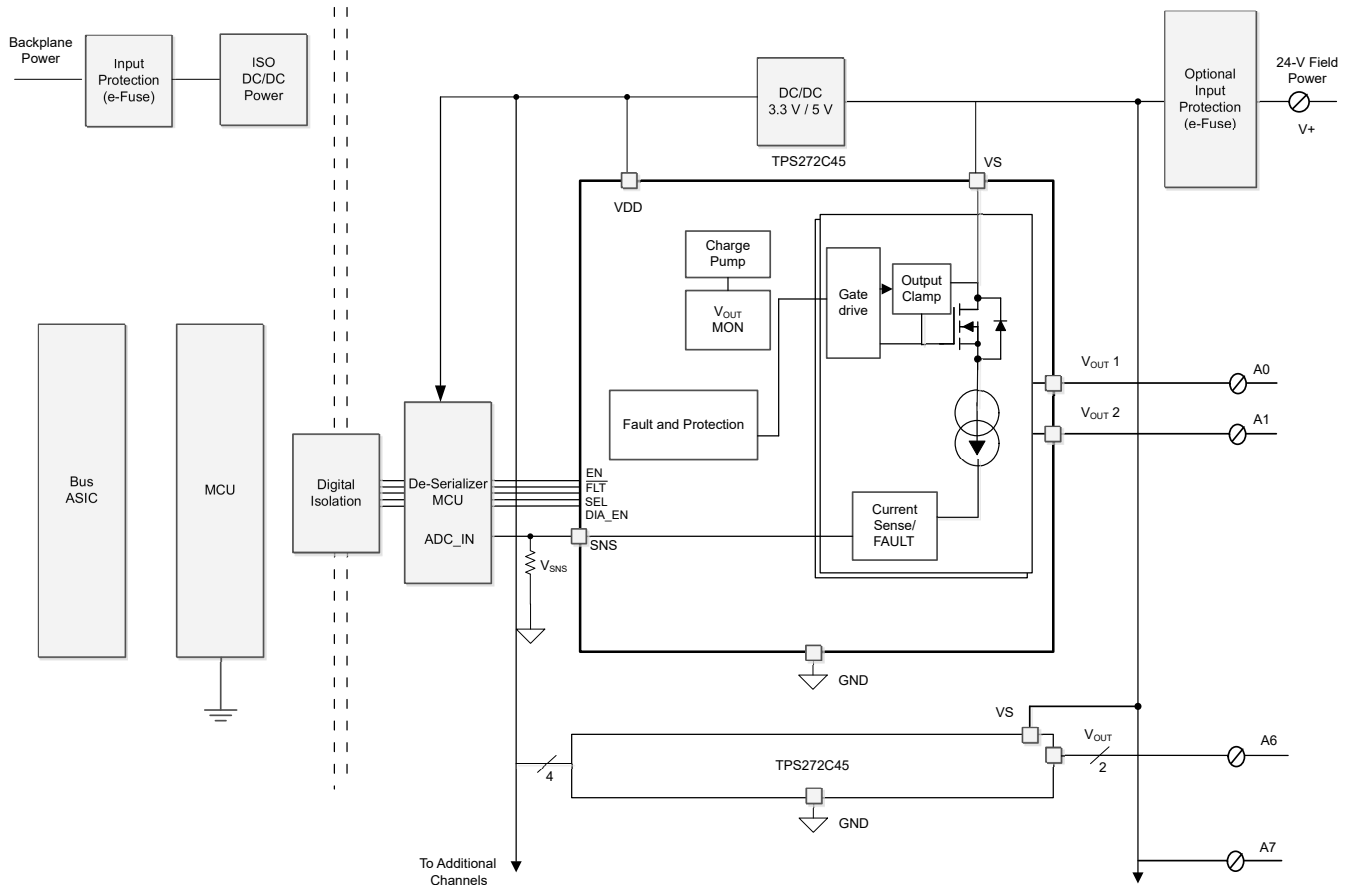 Backplane
Power
Input
Protection
(e-Fuse)
ISO
DC/DC
Power
DC/DC
3.3 V / 5 V
TPS272C45
Optional
Input
Protection
(e-Fuse)
24-V Field
Power
V+
VS
VDD
Charge
Pump
VOUT
MON
Gate
drive
Output
Clamp
Fault and Protection
VOUT 1
A0
VOUT 2
A1
Bus
ASIC
MCU
Digital
Isolation
De-Serializer
MCU
ADC_IN
EN
FLT
SEL
DIA_EN
SNS
VSNS
Current
Sense/
FAULT
GND
VS
VOUT
2
A6
4
TPS272C45
GND
To Additional
Channels
A7